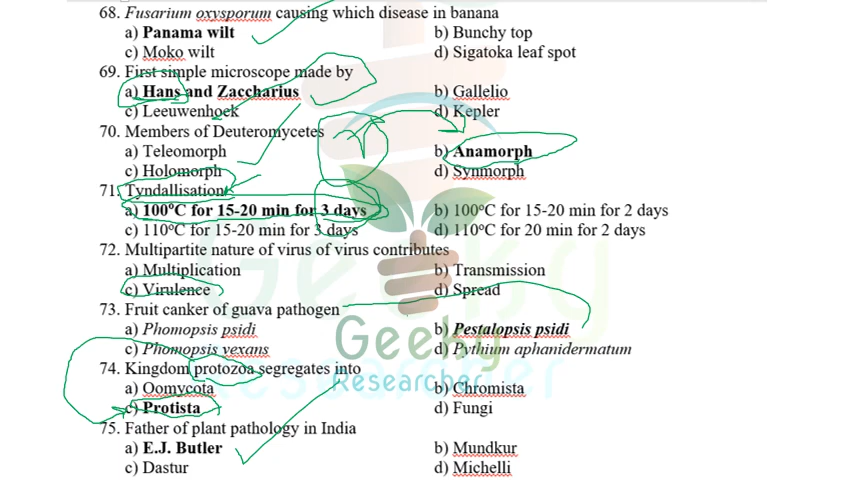 68. Fusarium oxysporum causing which disease in banana
a) Panama wilt b) Bunchy top
c) Moko wilt d) Sigatoka leaf spot
69. First simple microscope made by
a) Hans and Zaccharius b) Gallelio
c) Leeuwenhoek d) Kepler
70. Members of Deuteromycetes
a) Teleomorph b) Anamorph
c) Holomorph d) Synmorph
71. Tyndallisation
a) 100°C for 15-20 min for 3 days b) 100°C for 15-20 min for 2 days
c) 110°C for 15-20 min for 3 days d) 110°C for 20 min for 2 days
72. Multipartite nature of virus of virus contributes
a) Multiplication b) Transmission
c) Virulence d) Spread
73. Fruit canker of guava pathogen
a) Phomopsis psidi b) Pestalopsis psidi
c) Phomopsis vexans d) Pythium aphanidermatum
74. Kingdom protozoa segregates into
a) Oomycota b) Chromista
c) Protista d) Fungi
75. Father of plant pathology in India
a) E.J. Butler b) Mundkur
c) Dastur d) Michelli
Geeky
Researcher